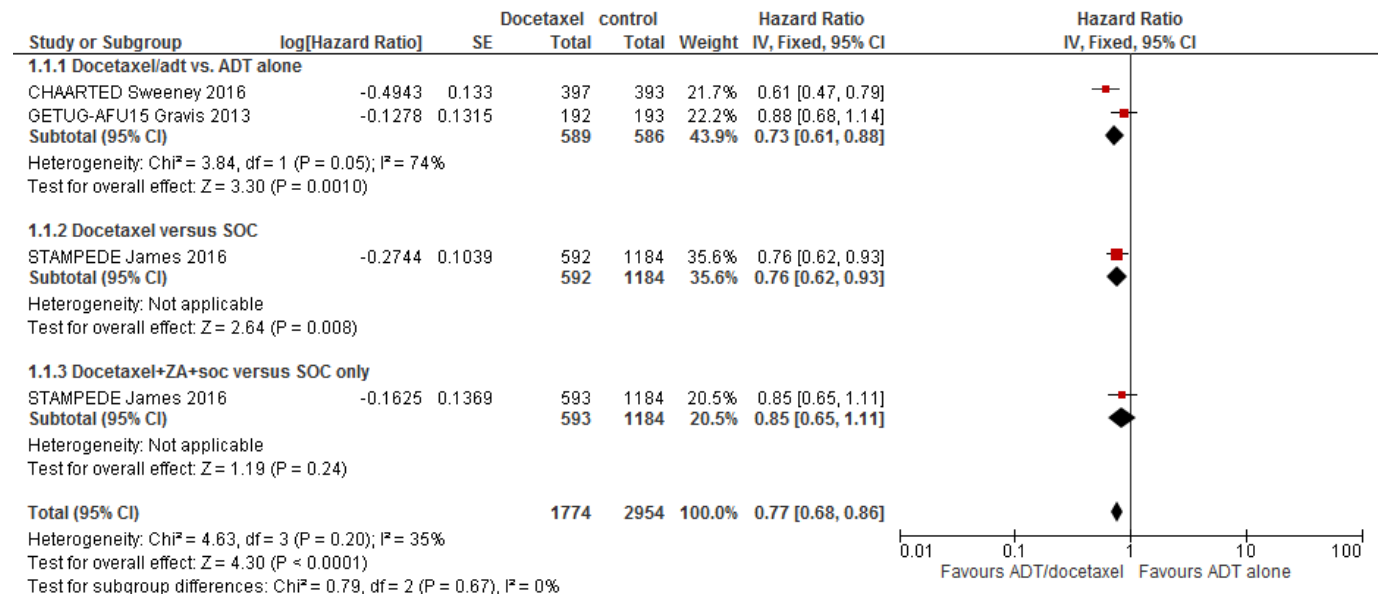 Docetaxel control Hazard Ratio Hazard Ratio
Study or Subgroup log[Hazard Ratio] SE Total Total Weight IV, Fixed, 95% CI IV, Fixed, 95% CI
1.1.1 Docetaxel/adt vs. ADT alone
CHAARTED Sweeney 2016 -0.4943 0.133 397 393 21.7% 0.61 [0.47, 0.79]
GETUG-AFU15 Gravis 2013 -0.1278 0.1315 192 193 22.2% 0.88 [0.68, 1.14]
Subtotal (95% CI) 589 586 43.9% 0.73 [0.61, 0.88]
Heterogeneity: Chi² = 3.84, df = 1 (P = 0.05); I² = 74%
Test for overall effect: Z = 3.30 (P = 0.0010)
1.1.2 Docetaxel versus SOC
STAMPEDE James 2016 -0.2744 0.1039 592 1184 35.6% 0.76 [0.62, 0.93]
Subtotal (95% CI) 592 1184 35.6% 0.76 [0.62, 0.93]
Heterogeneity: Not applicable
Test for overall effect: Z = 2.64 (P = 0.008)
1.1.3 Docetaxel+ZA+soc versus SOC only
STAMPEDE James 2016 -0.1625 0.1369 593 1184 20.5% 0.85 [0.65, 1.11]
Subtotal (95% CI) 593 1184 20.5% 0.85 [0.65, 1.11]
Heterogeneity: Not applicable
Test for overall effect: Z = 1.19 (P = 0.24)
Total (95% CI) 1774 2954 100.0% 0.77 [0.68, 0.86]
Heterogeneity: Chi² = 4.63, df = 3 (P = 0.20); I² = 35%
Test for overall effect: Z = 4.30 (P < 0.0001)
Test for subgroup differences: Chi² = 0.79, df = 2 (P = 0.67), I² = 0%
0.01 0.1 1 10 100
Favours ADT/docetaxel Favours ADT alone